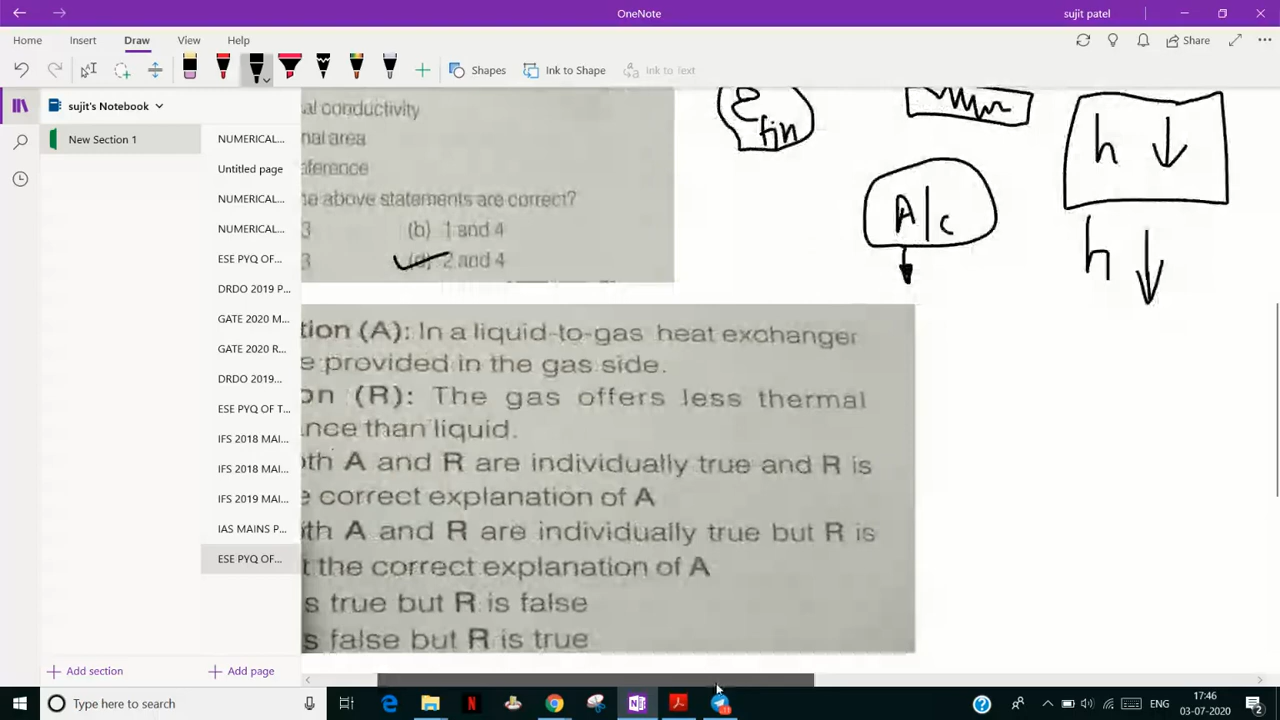 OneNote
sujit patel
Home Insert Draw View Help
Share
Shapes
Ink to Shape
Ink to Text
sujit's Notebook
New Section 1
NUMERICAL...
Untitled page
NUMERICAL...
NUMERICAL...
ESE PYQ OF...
DRDO 2019 P...
GATE 2020 M...
GATE 2020 R...
DRDO 2019...
ESE PYQ OF T...
IFS 2018 MAI...
IFS 2018 MAI...
IFS 2019 MAI...
IAS MAINS P...
ESE PYQ OF...
Add section
Add page
al conductivity
nal area
ference
e above statements are correct?
3 (b) 1 and 4
3 (d) 2 and 4
ε fin
A/c
h ↓
h ↓
tion (A): In a liquid-to-gas heat exchanger
e provided in the gas side.
on (R): The gas offers less thermal
nce than liquid.
oth A and R are individually true and R is
e correct explanation of A
th A and R are individually true but R is
t the correct explanation of A
s true but R is false
s false but R is true
Type here to search
ENG
17:46
03-07-2020
2